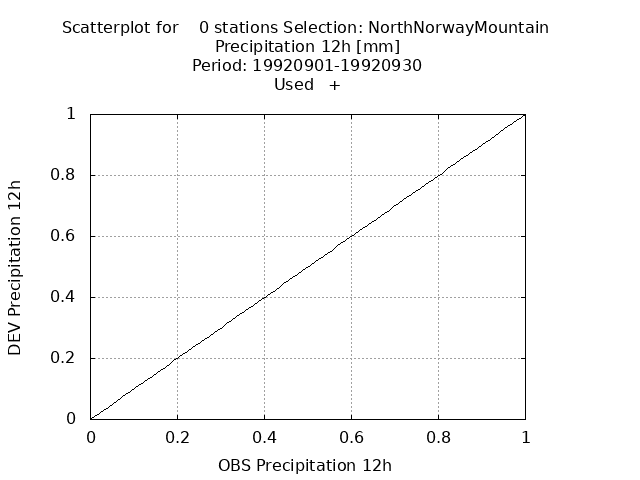 Scatterplot for    0 stations Selection: NorthNorwayMountain
Precipitation 12h [mm]
Period: 19920901-19920930
Used   +
1
0.8
0.6
0.4
0.2
0
DEV Precipitation 12h
0 0.2 0.4 0.6 0.8 1
OBS Precipitation 12h